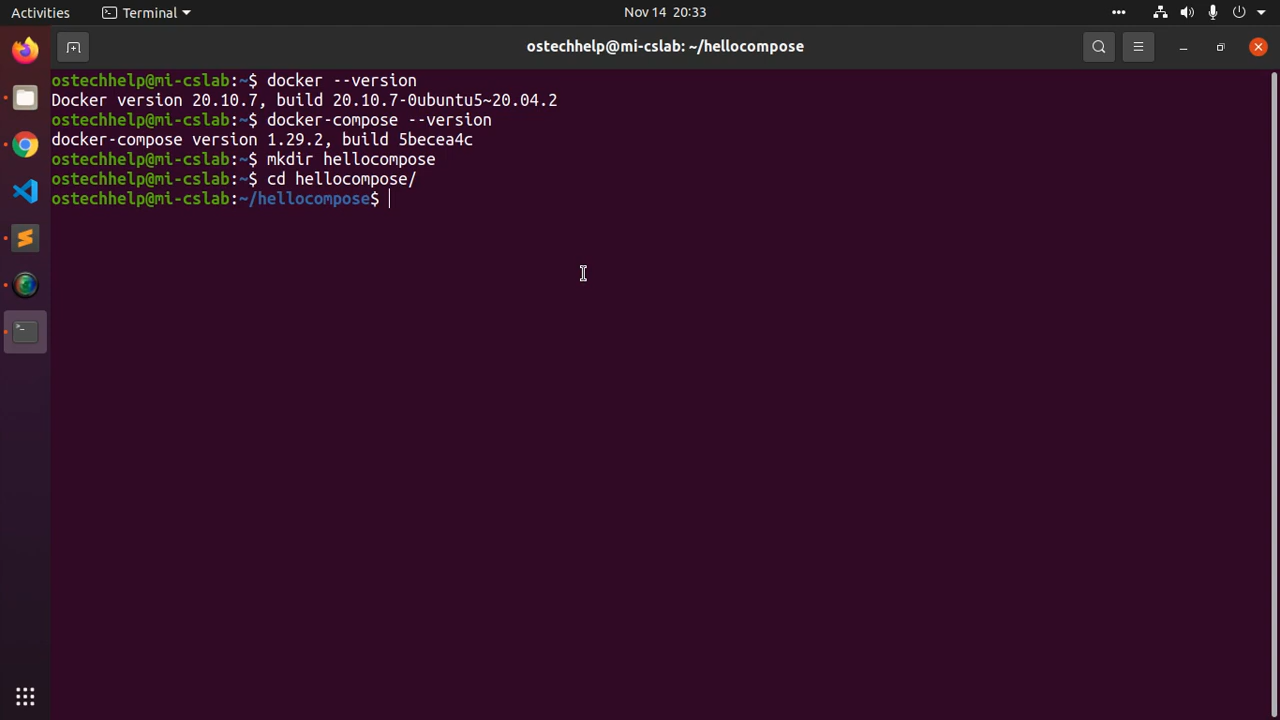 Activities Terminal Nov 14 20:33
ostechhelp@mi-cslab: ~/hellocompose
ostechhelp@mi-cslab:~$ docker --version
Docker version 20.10.7, build 20.10.7-0ubuntu5~20.04.2
ostechhelp@mi-cslab:~$ docker-compose --version
docker-compose version 1.29.2, build 5becea4c
ostechhelp@mi-cslab:~$ mkdir hellocompose
ostechhelp@mi-cslab:~$ cd hellocompose/
ostechhelp@mi-cslab:~/hellocompose$